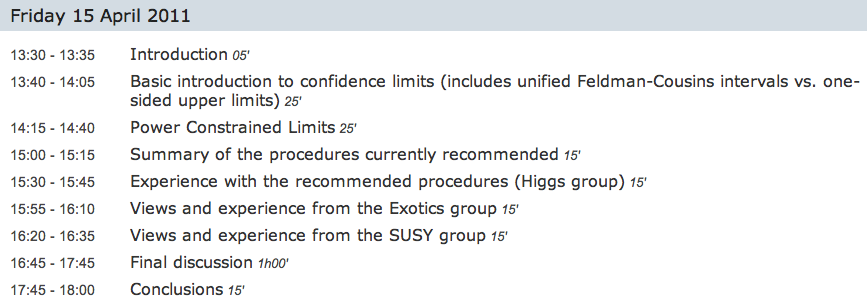 Friday 15 April 2011
13:30 - 13:35 Introduction 05'
13:40 - 14:05 Basic introduction to confidence limits (includes unified Feldman-Cousins intervals vs. one-
sided upper limits) 25'
14:15 - 14:40 Power Constrained Limits 25'
15:00 - 15:15 Summary of the procedures currently recommended 15'
15:30 - 15:45 Experience with the recommended procedures (Higgs group) 15'
15:55 - 16:10 Views and experience from the Exotics group 15'
16:20 - 16:35 Views and experience from the SUSY group 15'
16:45 - 17:45 Final discussion 1h00'
17:45 - 18:00 Conclusions 15'